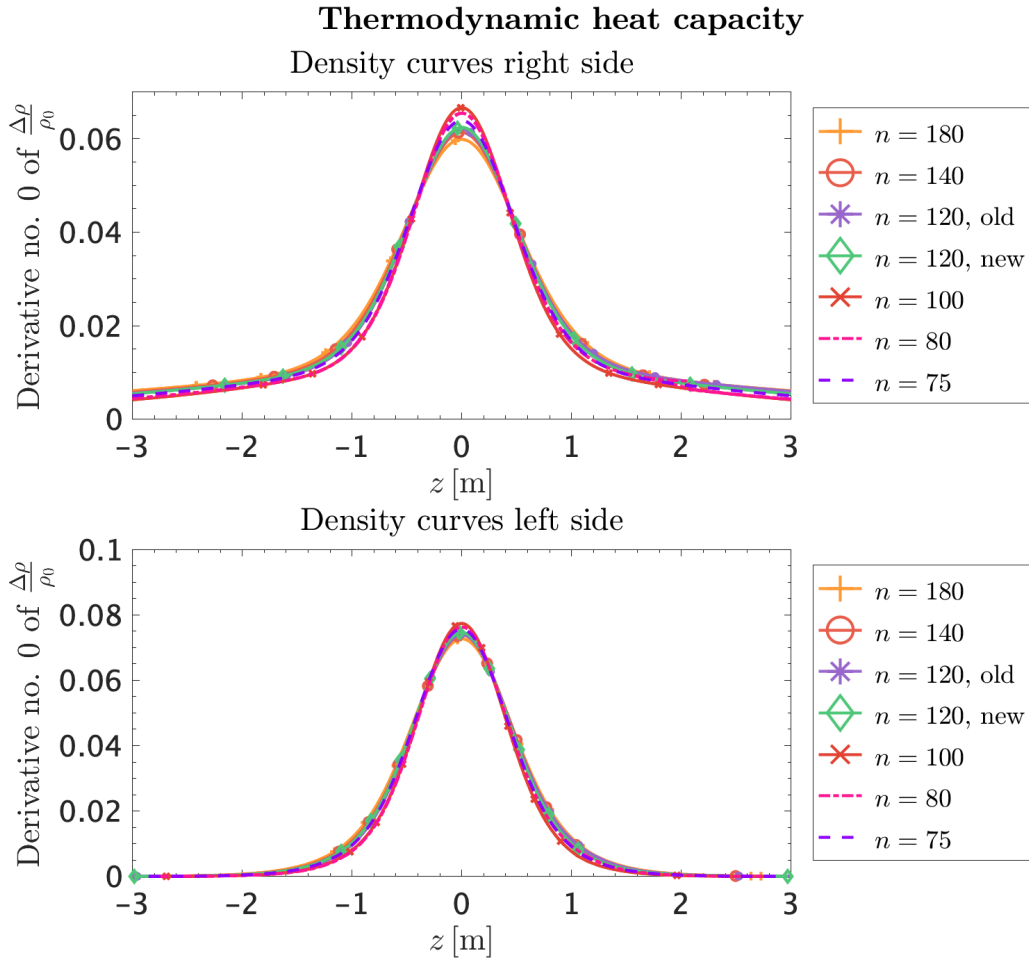 Thermodynamic heat capacity
Density curves right side
Derivative no. 0 of Δρ/ρ₀
0.06
0.04
0.02
0
-3 -2 -1 0 1 2 3
z [m]
n = 180
n = 140
n = 120, old
n = 120, new
n = 100
n = 80
n = 75
Density curves left side
Derivative no. 0 of Δρ/ρ₀
0.1
0.08
0.06
0.04
0.02
0
-3 -2 -1 0 1 2 3
z [m]
n = 180
n = 140
n = 120, old
n = 120, new
n = 100
n = 80
n = 75